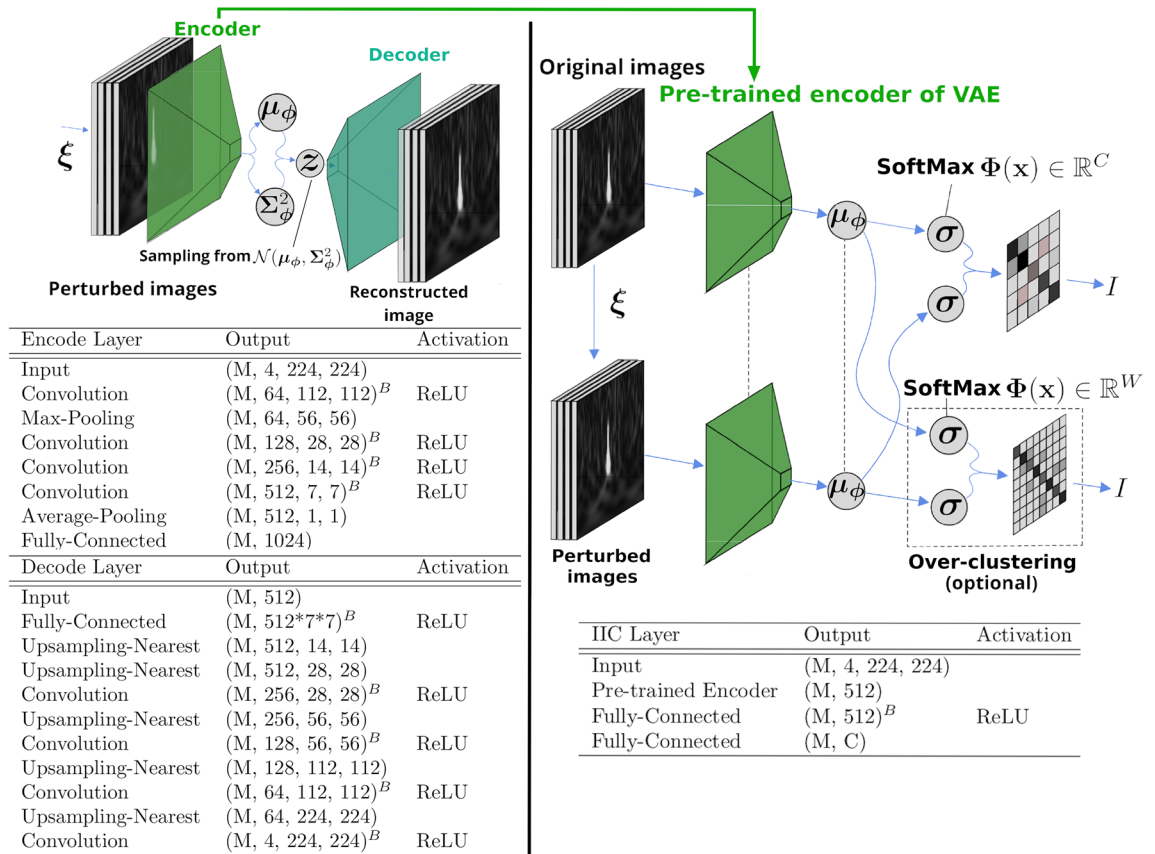 Encoder
Decoder
ξ
μ_ϕ
Σ²_ϕ
z
Sampling from 𝒩(μ_ϕ, Σ²_ϕ)
Perturbed images
Reconstructed
image
Encode Layer Output Activation
Input (M, 4, 224, 224)
Convolution (M, 64, 112, 112)^B ReLU
Max-Pooling (M, 64, 56, 56)
Convolution (M, 128, 28, 28)^B ReLU
Convolution (M, 256, 14, 14)^B ReLU
Convolution (M, 512, 7, 7)^B ReLU
Average-Pooling (M, 512, 1, 1)
Fully-Connected (M, 1024)
Decode Layer Output Activation
Input (M, 512)
Fully-Connected (M, 512*7*7)^B ReLU
Upsampling-Nearest (M, 512, 14, 14)
Upsampling-Nearest (M, 512, 28, 28)
Convolution (M, 256, 28, 28)^B ReLU
Upsampling-Nearest (M, 256, 56, 56)
Convolution (M, 128, 56, 56)^B ReLU
Upsampling-Nearest (M, 128, 112, 112)
Convolution (M, 64, 112, 112)^B ReLU
Upsampling-Nearest (M, 64, 224, 224)
Convolution (M, 4, 224, 224)^B ReLU
Original images
Pre-trained encoder of VAE
SoftMax Φ(x) ∈ ℝ^C
μ_ϕ
σ
σ
I
ξ
SoftMax Φ(x) ∈ ℝ^W
σ
μ_ϕ
σ
I
Perturbed
images
Over-clustering
(optional)
IIC Layer Output Activation
Input (M, 4, 224, 224)
Pre-trained Encoder (M, 512)
Fully-Connected (M, 512)^B ReLU
Fully-Connected (M, C)